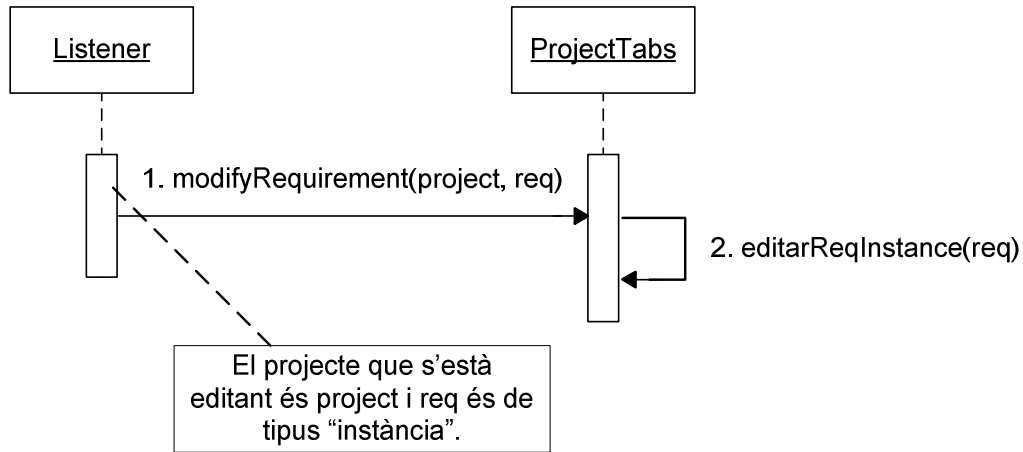 Listener
ProjectTabs
1. modifyRequirement(project, req)
2. editarReqInstance(req)
El projecte que s’està
editant és project i req és de
tipus “instància”.